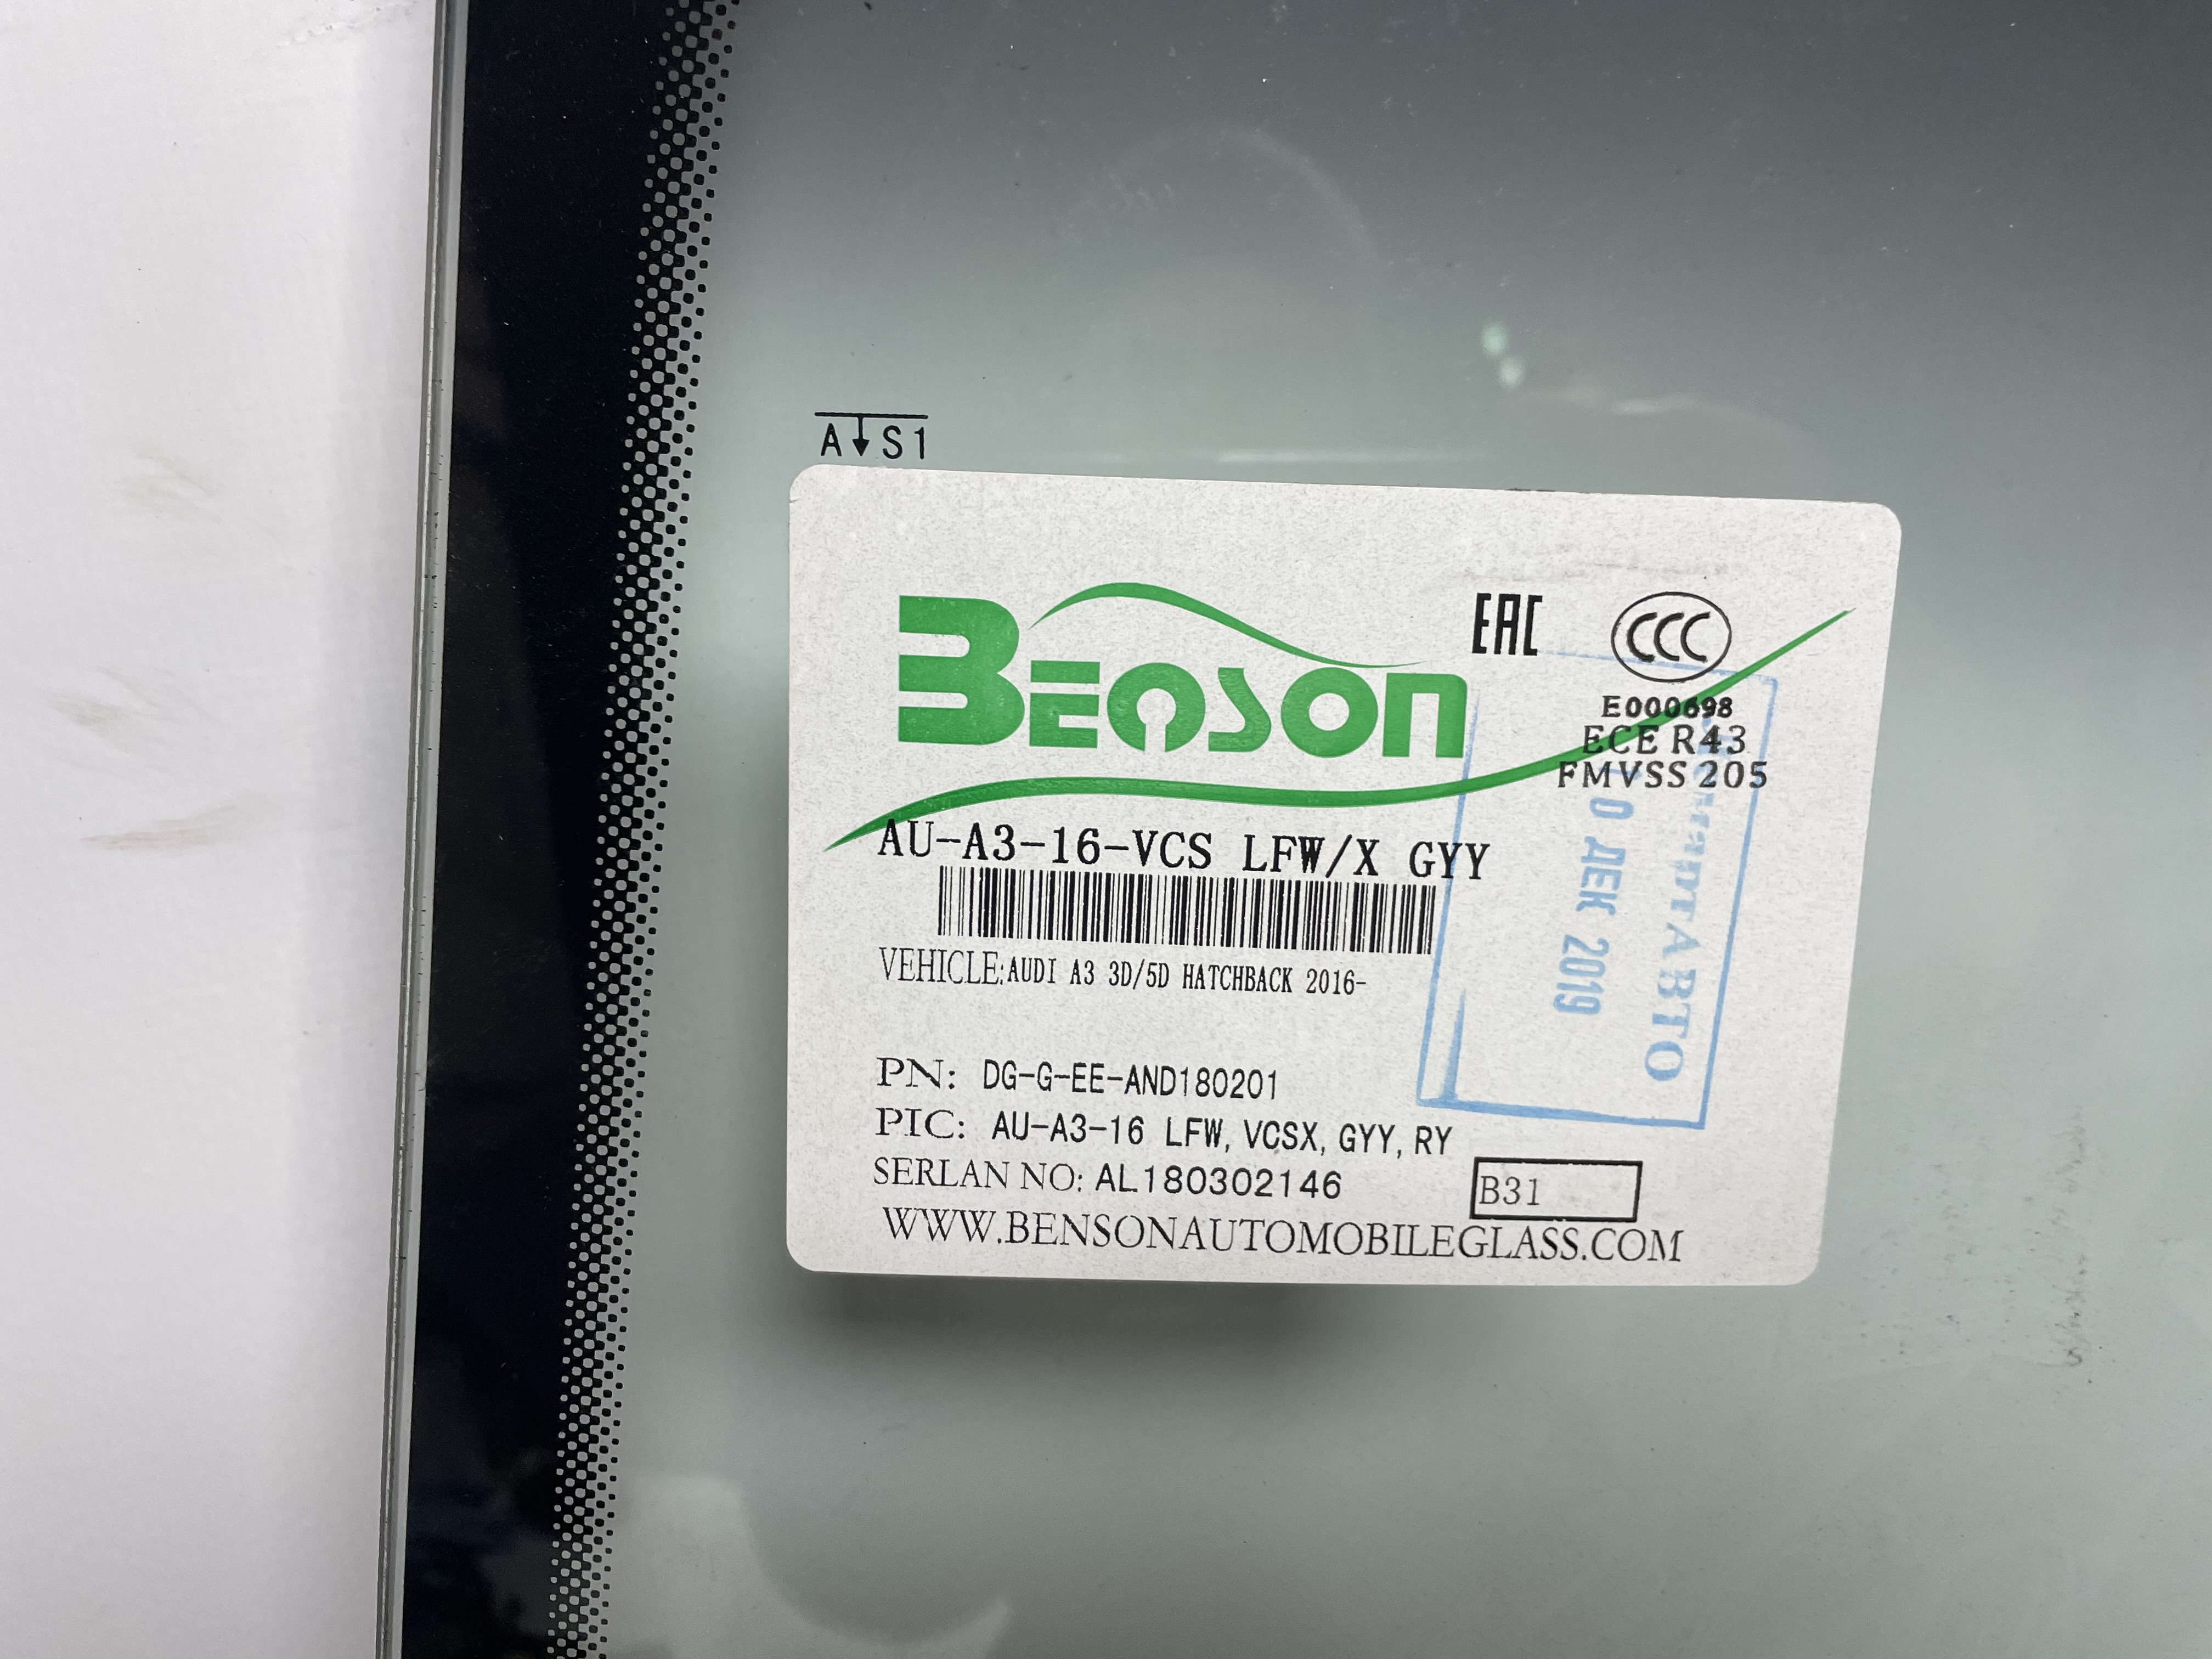 A S1
BENSON
EAC
CCC
E000698
ECE R43
FMVSS 205
AU-A3-16-VCS LFW/X GYY
VEHICLE:AUDI A3 3D/5D HATCHBACK 2016-
PN: DG-G-EE-AND180201
PIC: AU-A3-16 LFW, VCSX, GYY, RY
SERLAN NO: AL180302146
B31
WWW.BENSONAUTOMOBILEGLASS.COM
0 ДЕК 2019